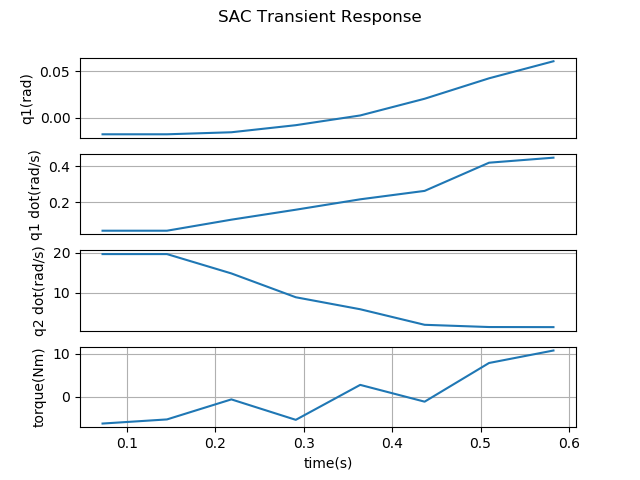 SAC Transient Response
0.05
0.00
q1(rad)
0.4
0.2
q1 dot(rad/s)
20
10
q2 dot(rad/s)
10
0
torque(Nm)
0.1 0.2 0.3 0.4 0.5 0.6
time(s)